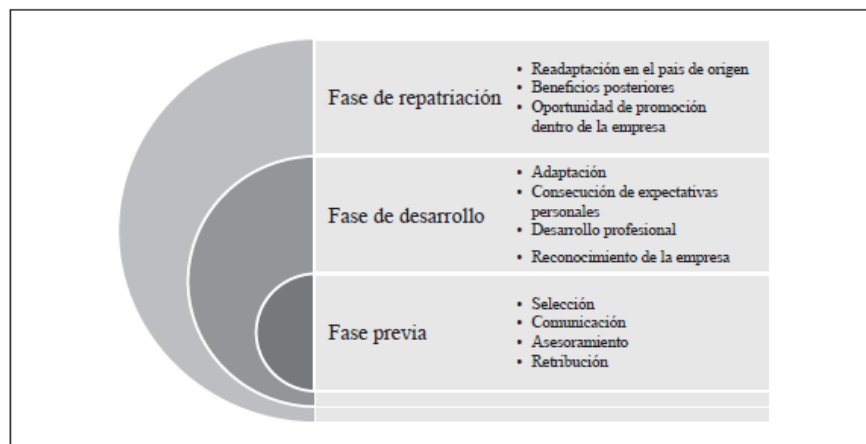 Fase de repatriación
• Readaptación en el pais de origen
• Beneficios posteriores
• Oportunidad de promoción
dentro de la empresa
Fase de desarrollo
• Adaptación
• Consecución de expectativas
personales
• Desarrollo profesional
• Reconocimiento de la empresa
Fase previa
• Selección
• Comunicación
• Asesoramiento
• Retribución